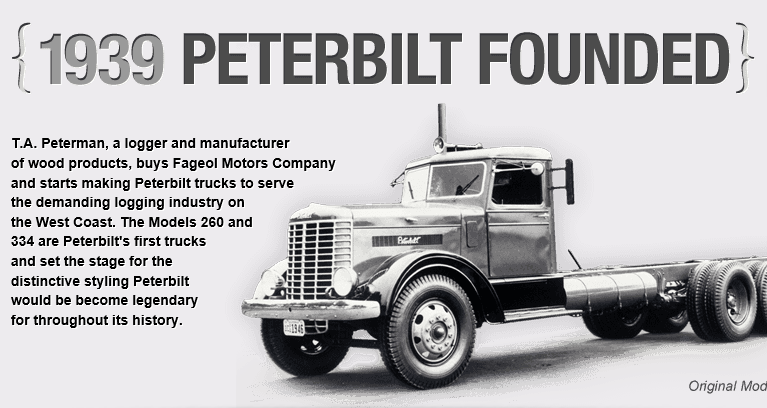 {1939 PETERBILT FOUNDED}
T.A. Peterman, a logger and manufacturer
of wood products, buys Fageol Motors Company
and starts making Peterbilt trucks to serve
the demanding logging industry on
the West Coast. The Models 260 and
334 are Peterbilt's first trucks
and set the stage for the
distinctive styling Peterbilt
would be become legendary
for throughout its history.
Peterbilt
1946
Original Mod